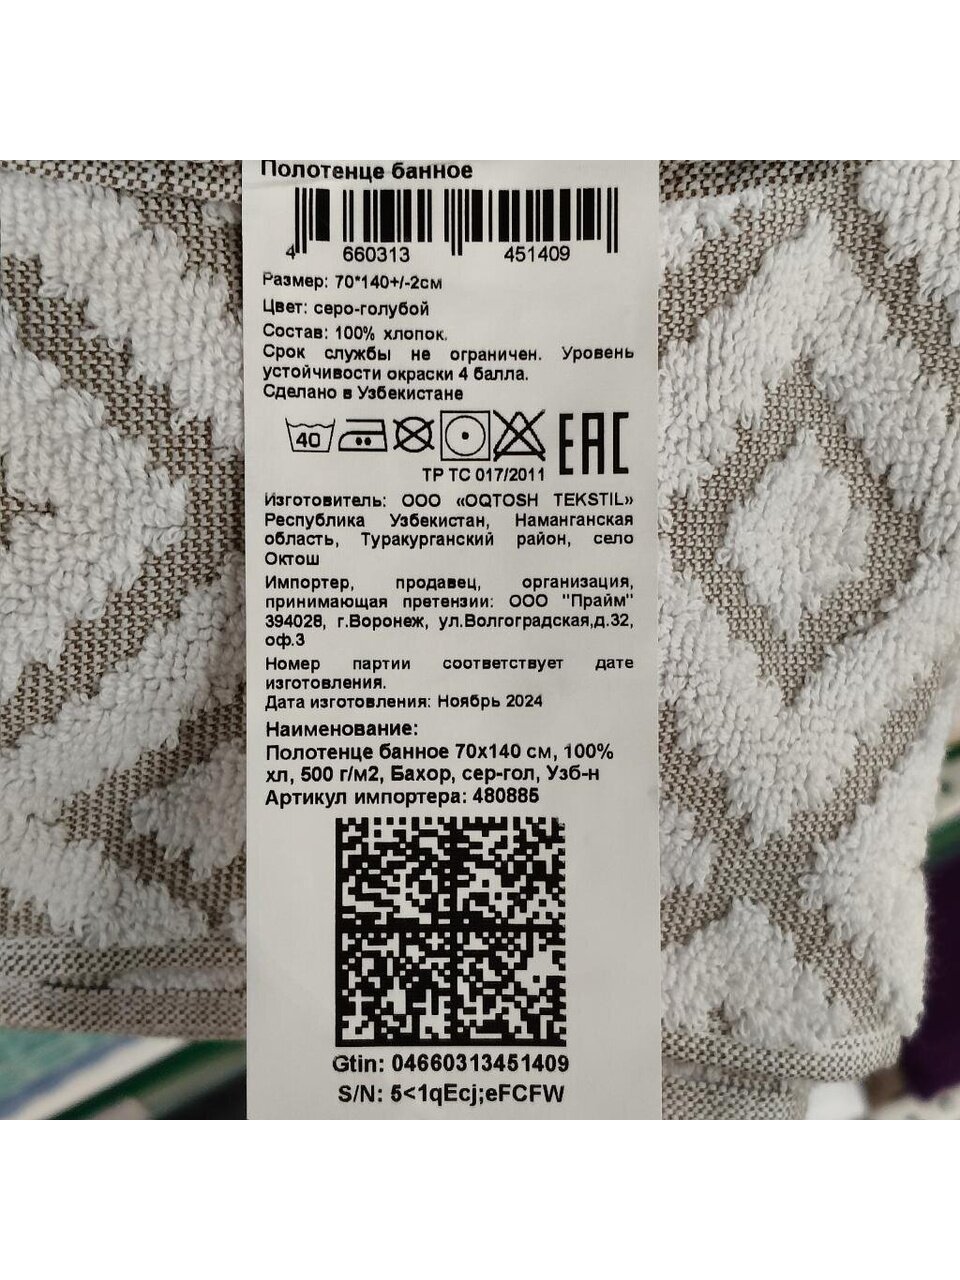 Полотенце банное
4 660313 451409
Размер: 70*140+/-2см
Цвет: серо-голубой
Состав: 100% хлопок.
Срок службы не ограничен. Уровень
устойчивости окраски 4 балла.
Сделано в Узбекистане
40
EAC
ТР ТС 017/2011
Изготовитель: ООО «OQTOSH TEKSTIL»
Республика Узбекистан, Наманганская
область, Туракурганский район, село
Октош
Импортер, продавец, организация,
принимающая претензии: ООО "Прайм"
394028, г.Воронеж, ул.Волгоградская,д.32,
оф.3
Номер партии соответствует дате
изготовления.
Дата изготовления: Ноябрь 2024
Наименование:
Полотенце банное 70х140 см, 100%
хл, 500 г/м2, Бахор, сер-гол, Узб-н
Артикул импортера: 480885
Gtin: 04660313451409
S/N: 5<1qEcj;eFCFW